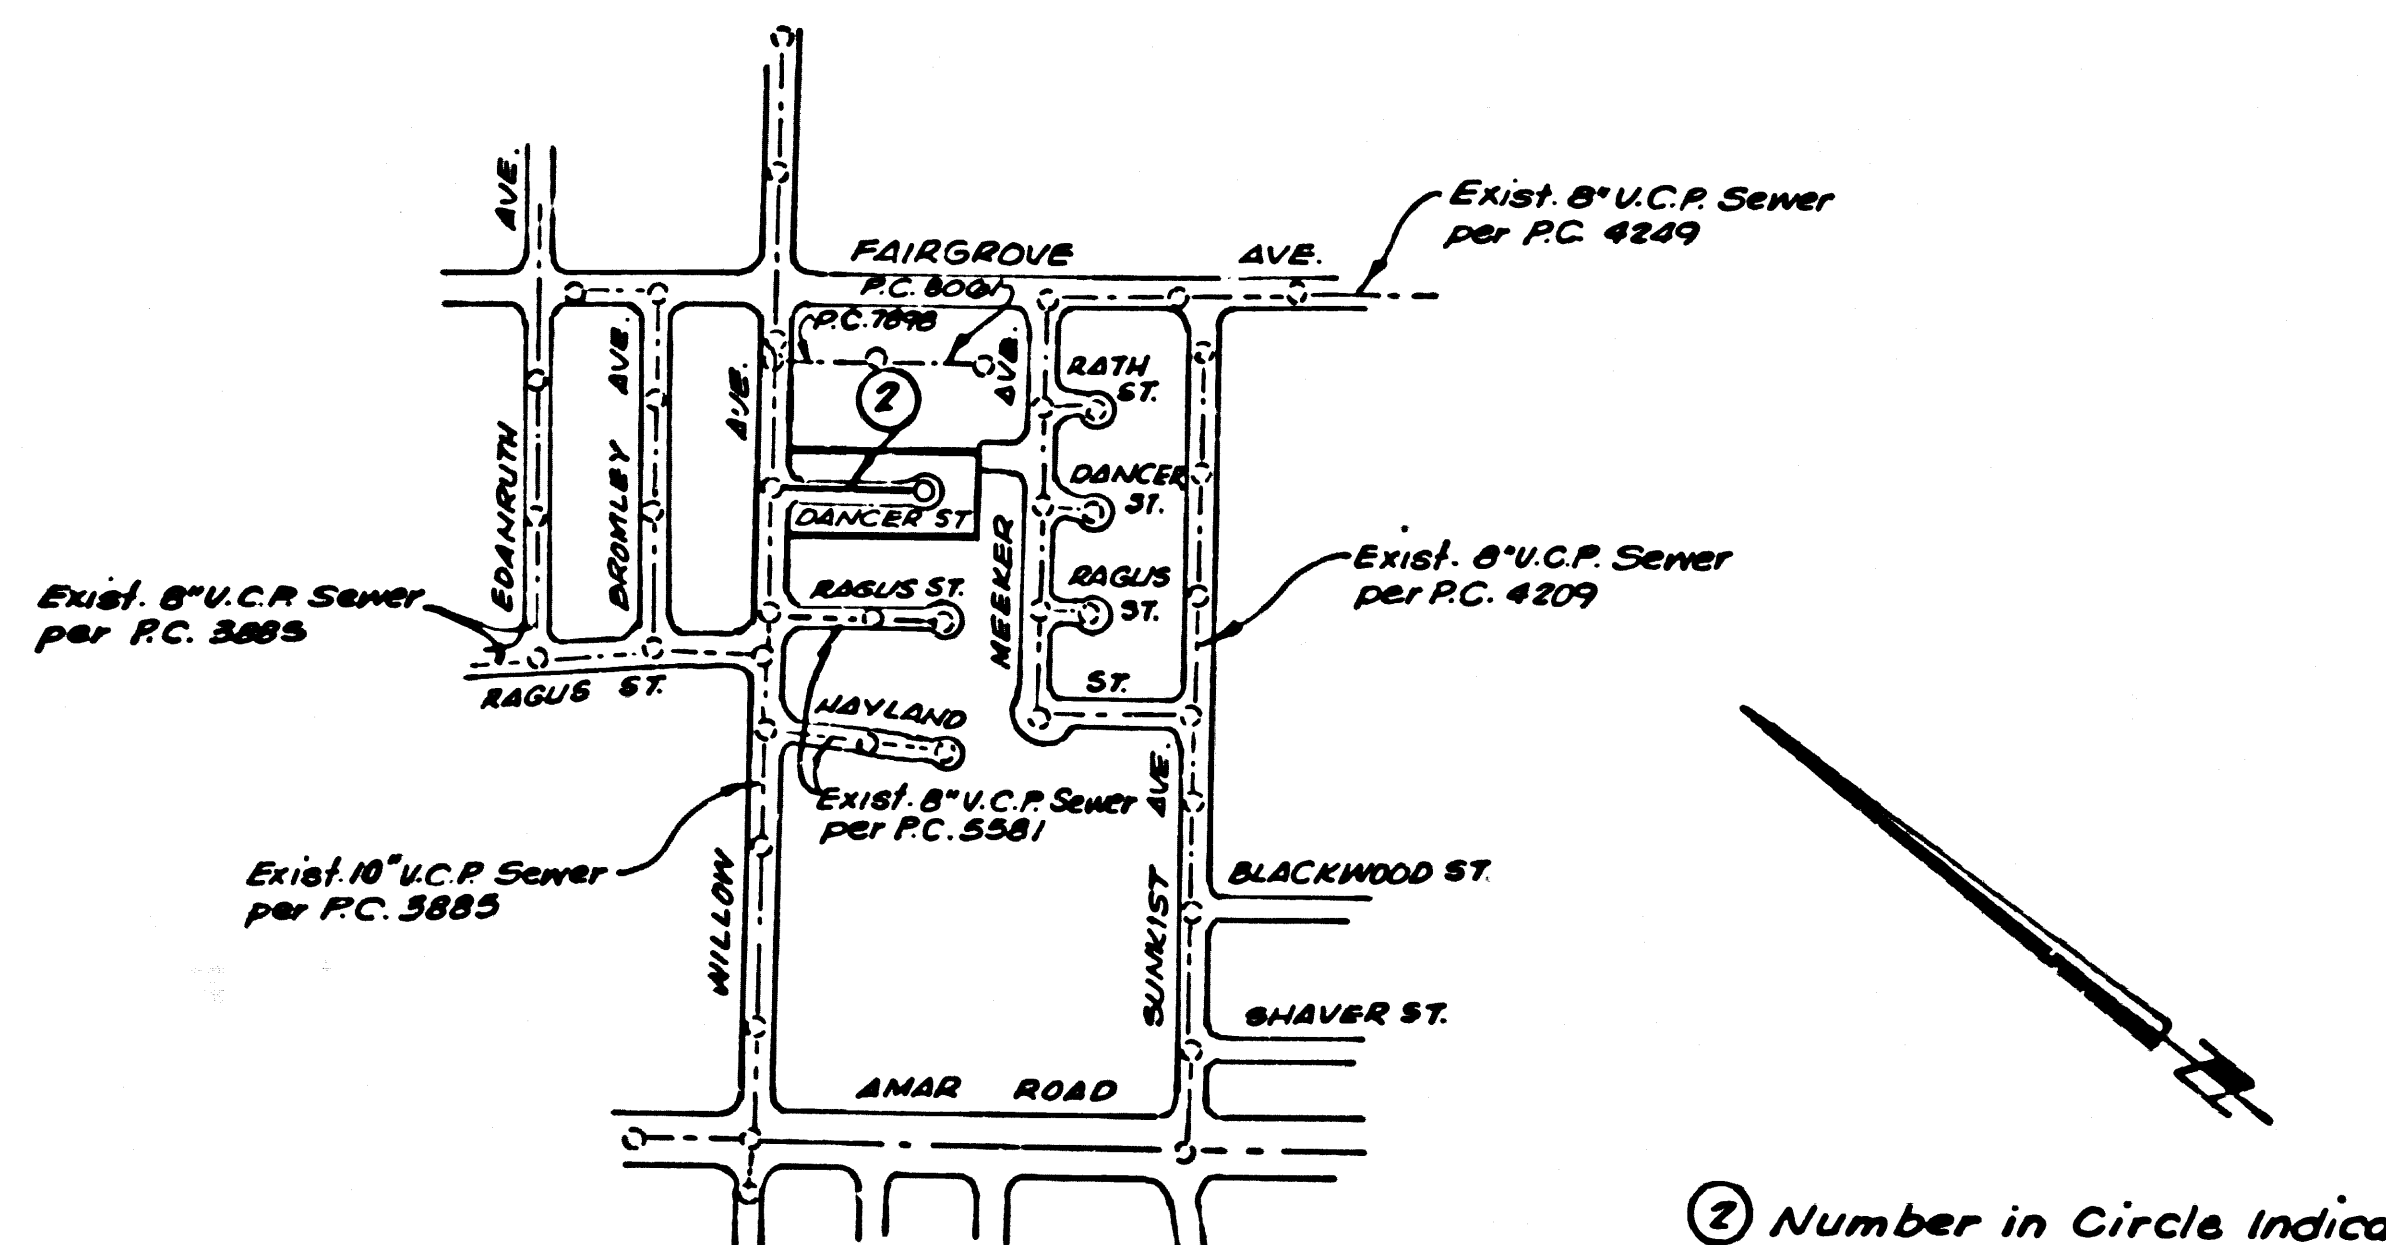 AVE.
Exist. 8" V.C.P. Sewer
per P.C. 4249
FAIRGROVE AVE.
P.C. 8061
P.C. 7898
AVE.
AVE.
AVE.
RATH
ST.
2
EDANRUTH
BROMLEY
DANCER
ST.
DANCER ST
MEEKER
Exist. 8" V.C.P. Sewer
per P.C. 4209
RAGUS
ST.
RAGUS ST.
Exist. 8" V.C.P. Sewer
per P.C. 3885
RAGUS ST.
ST.
HAYLAND
AVE.
Exist. 8" V.C.P. Sewer
per P.C. 5581
Exist. 10" V.C.P. Sewer
per P.C. 3885
WILLOW
SUNKIST
BLACKWOOD ST.
SHAVER ST.
AMAR ROAD
N
2 Number in Circle Indica